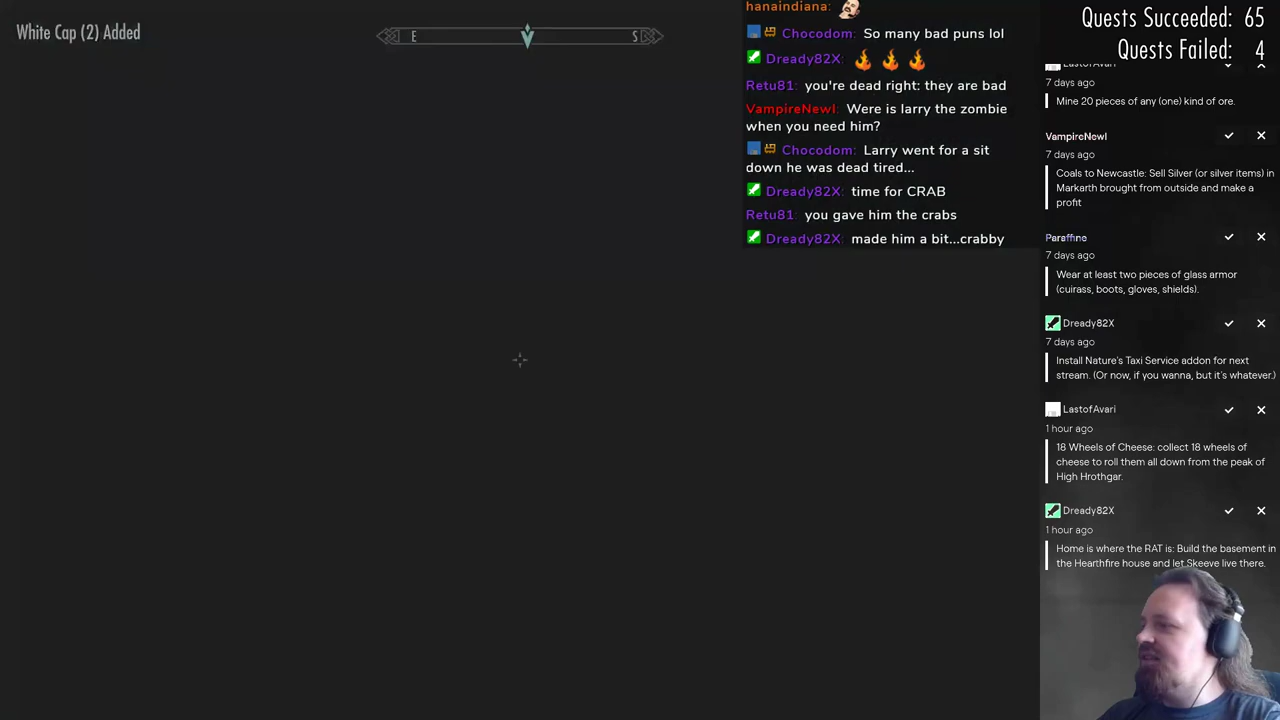 White Cap (2) Added
E
S
hanaindiana:
Chocodom: So many bad puns lol
Dready82X:
Retu81: you're dead right: they are bad
VampireNewI: Were is larry the zombie
when you need him?
Chocodom: Larry went for a sit
down he was dead tired...
Dready82X: time for CRAB
Retu81: you gave him the crabs
Dready82X: made him a bit...crabby
Quests Succeeded: 65
Quests Failed: 4
LastofAvari
7 days ago
Mine 20 pieces of any (one) kind of ore.
VampireNewI
7 days ago
Coals to Newcastle: Sell Silver (or silver items) in
Markarth brought from outside and make a
profit
Paraffine
7 days ago
Wear at least two pieces of glass armor
(cuirass, boots, gloves, shields).
Dready82X
7 days ago
Install Nature's Taxi Service addon for next
stream. (Or now, if you wanna, but it's whatever.)
LastofAvari
1 hour ago
18 Wheels of Cheese: collect 18 wheels of
cheese to roll them all down from the peak of
High Hrothgar.
Dready82X
1 hour ago
Home is where the RAT is: Build the basement in
the Hearthfire house and let Skeeve live there.